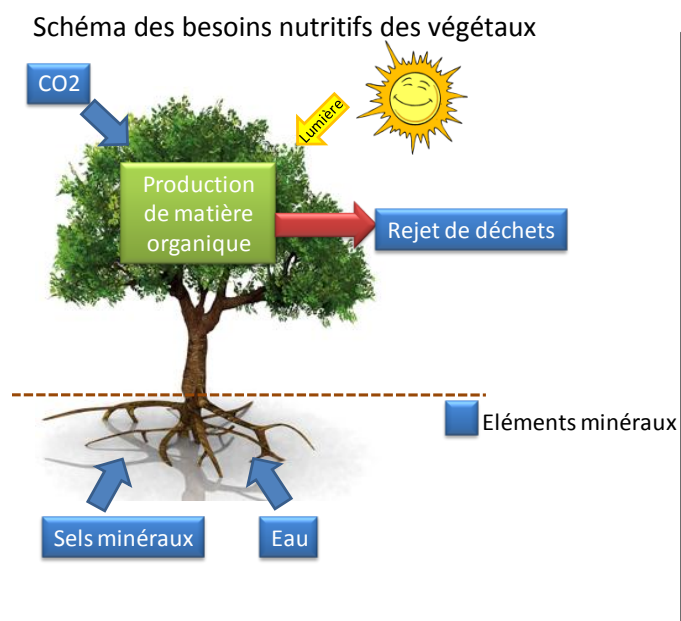 Schéma des besoins nutritifs des végétaux
CO2
Lumière
Production
de matière
organique
Rejet de déchets
Eléments minéraux
Sels minéraux
Eau